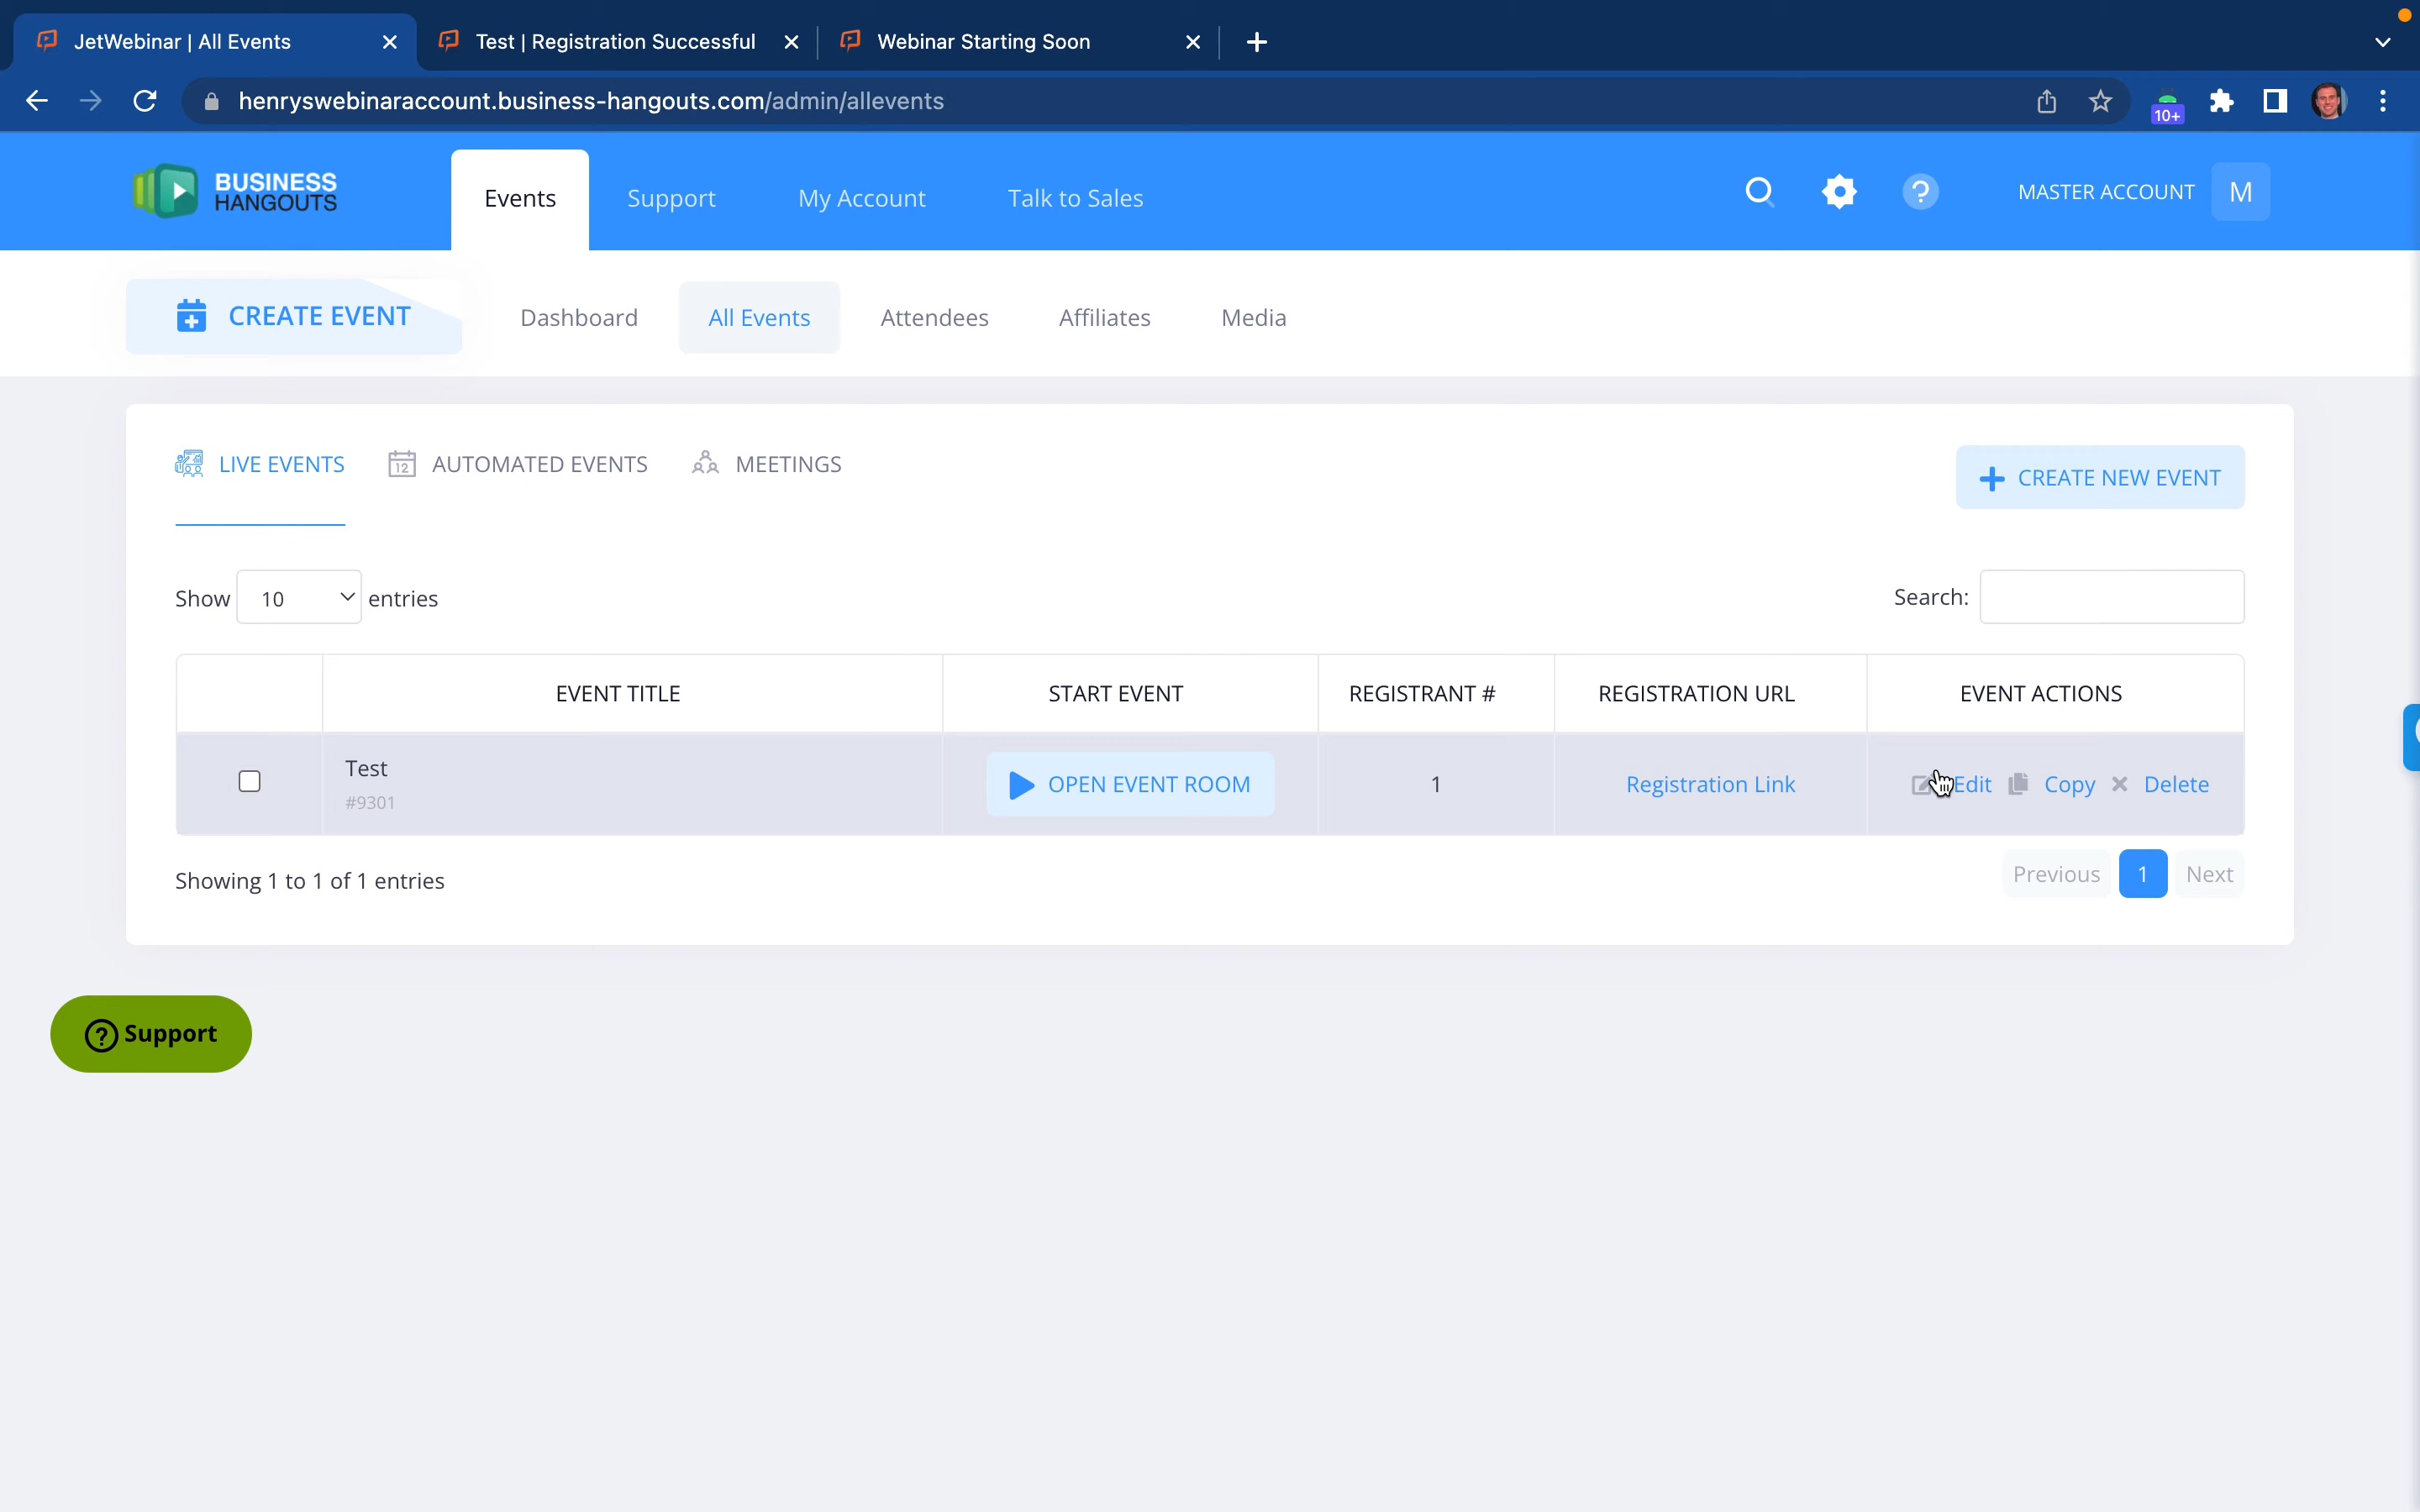 JetWebinar | All Events
Test | Registration Successful
Webinar Starting Soon
henryswebinaraccount.business-hangouts.com/admin/allevents
10+
BUSINESS
HANGOUTS
Events
Support
My Account
Talk to Sales
MASTER ACCOUNT
M
CREATE EVENT
Dashboard
All Events
Attendees
Affiliates
Media
LIVE EVENTS
12
AUTOMATED EVENTS
MEETINGS
CREATE NEW EVENT
Show 10 entries
Search:
EVENT TITLE
START EVENT
REGISTRANT #
REGISTRATION URL
EVENT ACTIONS
Test
#9301
OPEN EVENT ROOM
1
Registration Link
Edit
Copy
Delete
Showing 1 to 1 of 1 entries
Previous
1
Next
Support